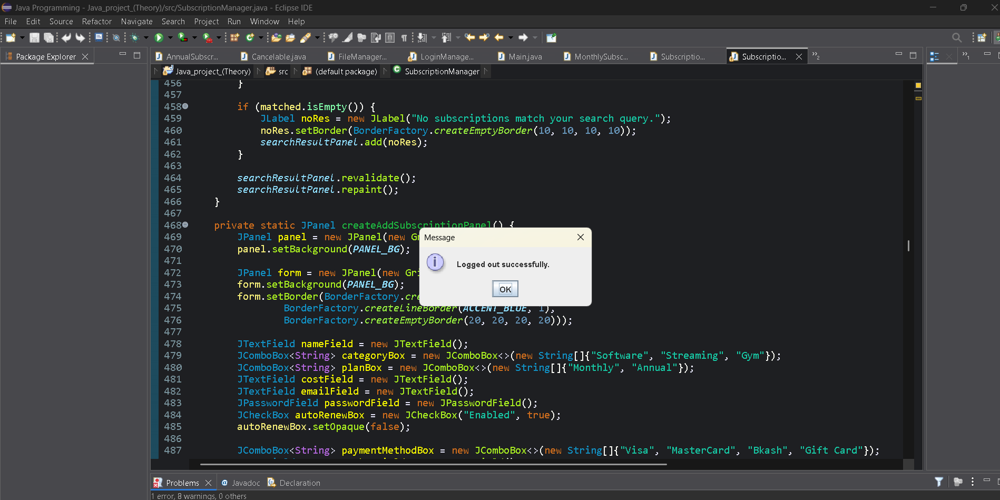 Java Programming - Java_project_(Theory)/src/SubscriptionManager.java - Eclipse IDE
File Edit Source Refactor Navigate Search Project Run Window Help
Package Explorer
AnnualSubscr... Cancelable.java FileManager... LoginManage... Main.java MonthlySubsc... Subscriptio... Subscriptio... »2 »1
Java_project_(Theory) src (default package) SubscriptionManager
456 }
457
458 if (matched.isEmpty()) {
459 JLabel noRes = new JLabel("No subscriptions match your search query.");
460 noRes.setBorder(BorderFactory.createEmptyBorder(10, 10, 10, 10));
461 searchResultPanel.add(noRes);
462 }
463
464 searchResultPanel.revalidate();
465 searchResultPanel.repaint();
466 }
467
468 private static JPanel createAddSubscriptionPanel() {
469 JPanel panel = new JPanel(new Gr
470 panel.setBackground(PANEL_BG);
471
472 JPanel form = new JPanel(new Gri
473 form.setBackground(PANEL_BG);
474 form.setBorder(BorderFactory.cre
475 BorderFactory.createLineBorder(ACCENT_BLUE, 1),
476 BorderFactory.createEmptyBorder(20, 20, 20, 20)));
477
478 JTextField nameField = new JTextField();
479 JComboBox<String> categoryBox = new JComboBox<>(new String[]{"Software", "Streaming", "Gym"});
480 JComboBox<String> planBox = new JComboBox<>(new String[]{"Monthly", "Annual"});
481 JTextField costField = new JTextField();
482 JTextField emailField = new JTextField();
483 JPasswordField passwordField = new JPasswordField();
484 JCheckBox autoRenewBox = new JCheckBox("Enabled", true);
485 autoRenewBox.setOpaque(false);
486
487 JComboBox<String> paymentMethodBox = new JComboBox<>(new String[]{"Visa", "MasterCard", "Bkash", "Gift Card"});
Message
Logged out successfully.
OK
Problems Javadoc Declaration
1 error, 8 warnings, 0 others